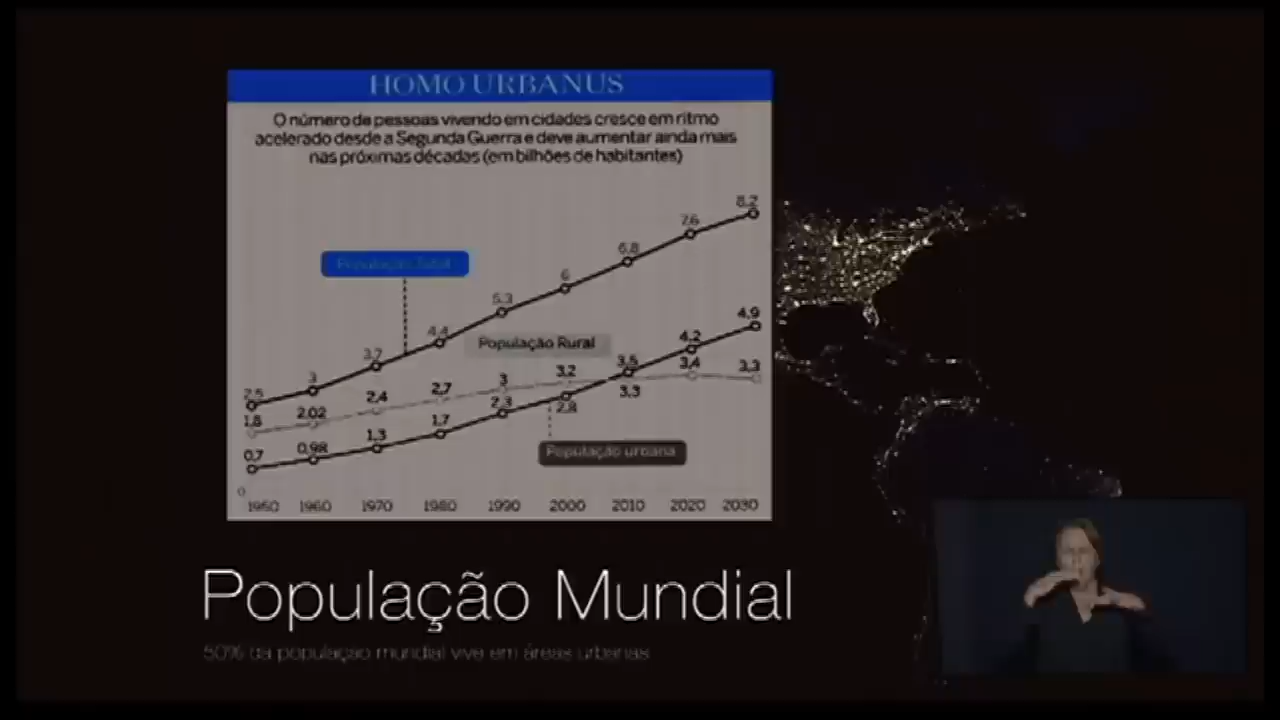 HOMO URBANUS
O número de pessoas vivendo em cidades cresce em ritmo
acelerado desde a Segunda Guerra e deve aumentar ainda mais
nas próximas décadas (em bilhões de habitantes)
8,2
7,6
6,8
6
5,3
4,4
3,7
3
2,5
População Total
População Rural
1,8
2,02
2,4
2,7
3
3,2
3,3
3,4
3,3
0,7
0,98
1,3
1,7
2,3
2,8
3,5
4,2
4,9
População urbana
0
1950 1960 1970 1980 1990 2000 2010 2020 2030
População Mundial
50% da população mundial vive em áreas urbanas